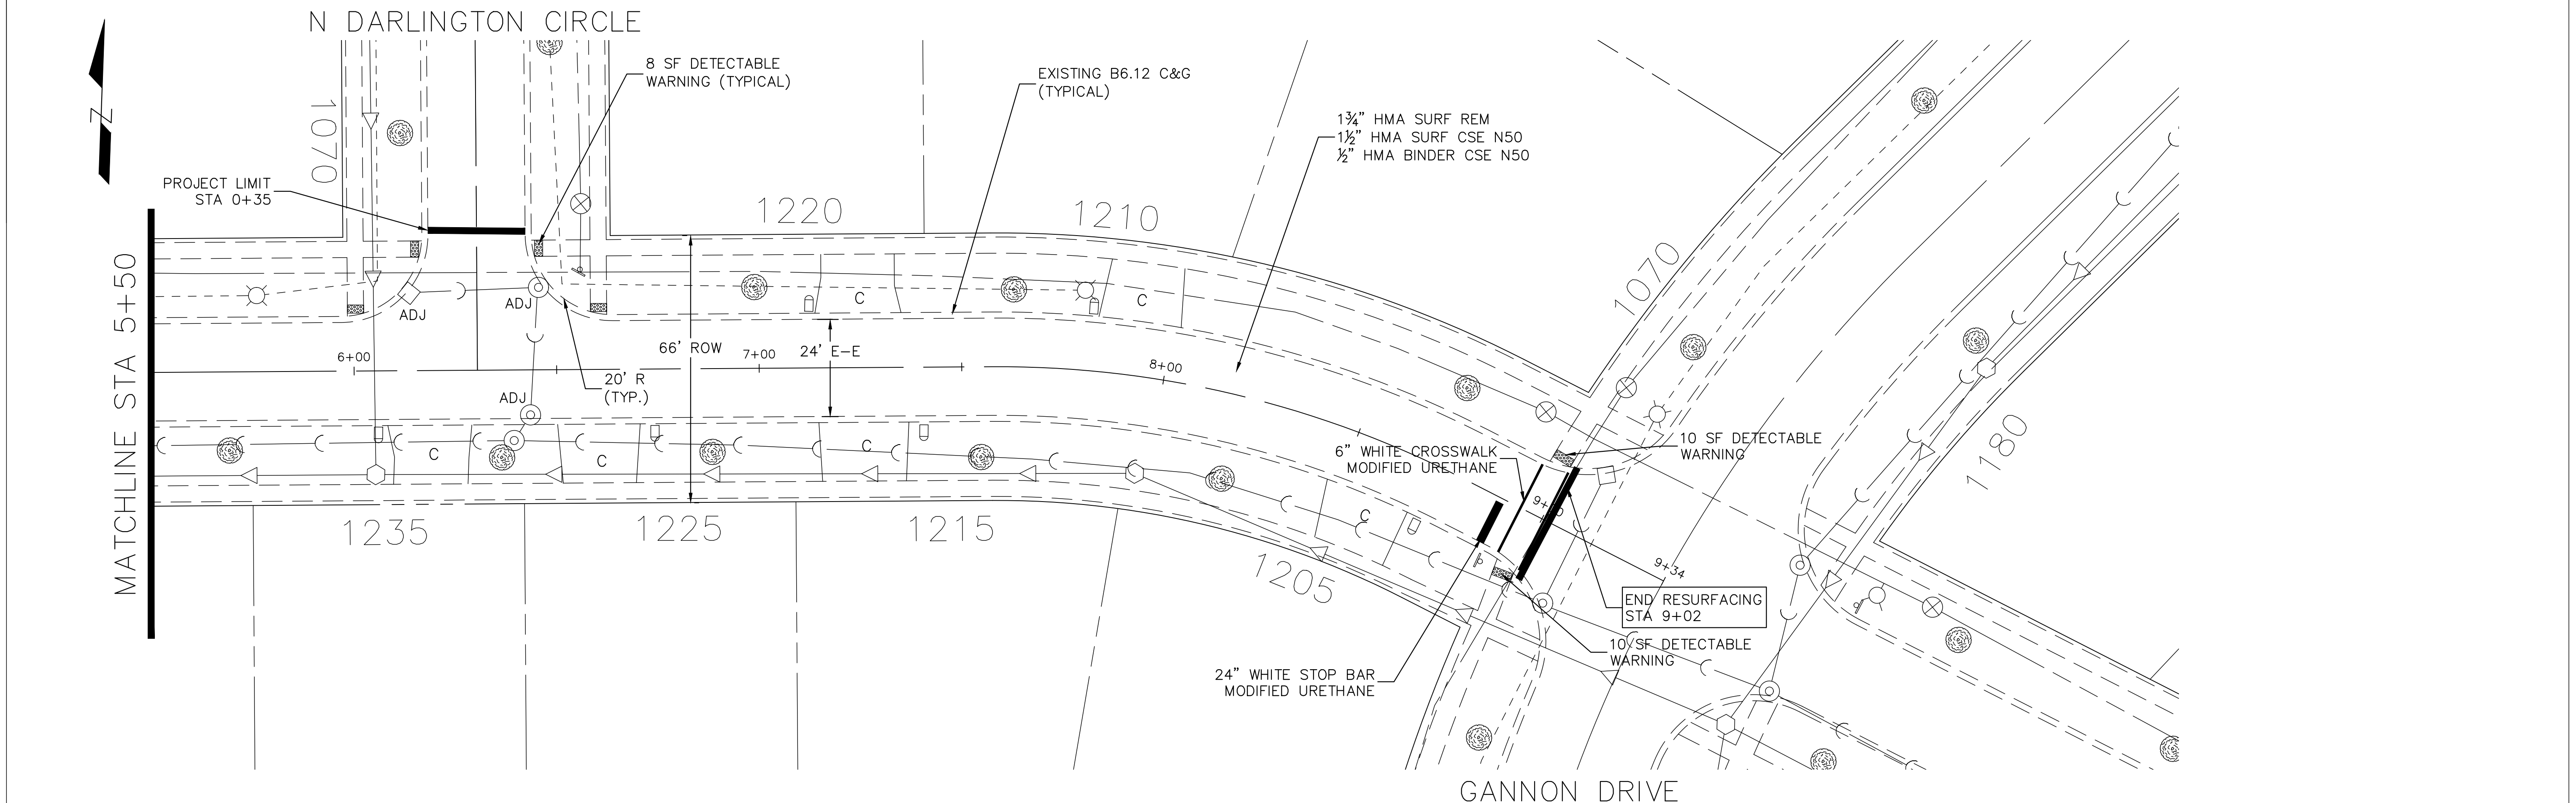 N DARLINGTON CIRCLE
8 SF DETECTABLE
WARNING (TYPICAL)
EXISTING B6.12 C&G
(TYPICAL)
1¾" HMA SURF REM
1½" HMA SURF CSE N50
½" HMA BINDER CSE N50
Z
1070
PROJECT LIMIT
STA 0+35
1220
1210
1070
MATCHLINE STA 5+50
ADJ
ADJ
C
C
6+00
66' ROW
7+00
24' E-E
8+00
20' R
(TYP.)
ADJ
C
C
C
C
6" WHITE CROSSWALK
MODIFIED URETHANE
10 SF DETECTABLE
WARNING
1180
9+00
1235
1225
1215
1205
9+34
END RESURFACING
STA 9+02
10 SF DETECTABLE
WARNING
24" WHITE STOP BAR
MODIFIED URETHANE
GANNON DRIVE